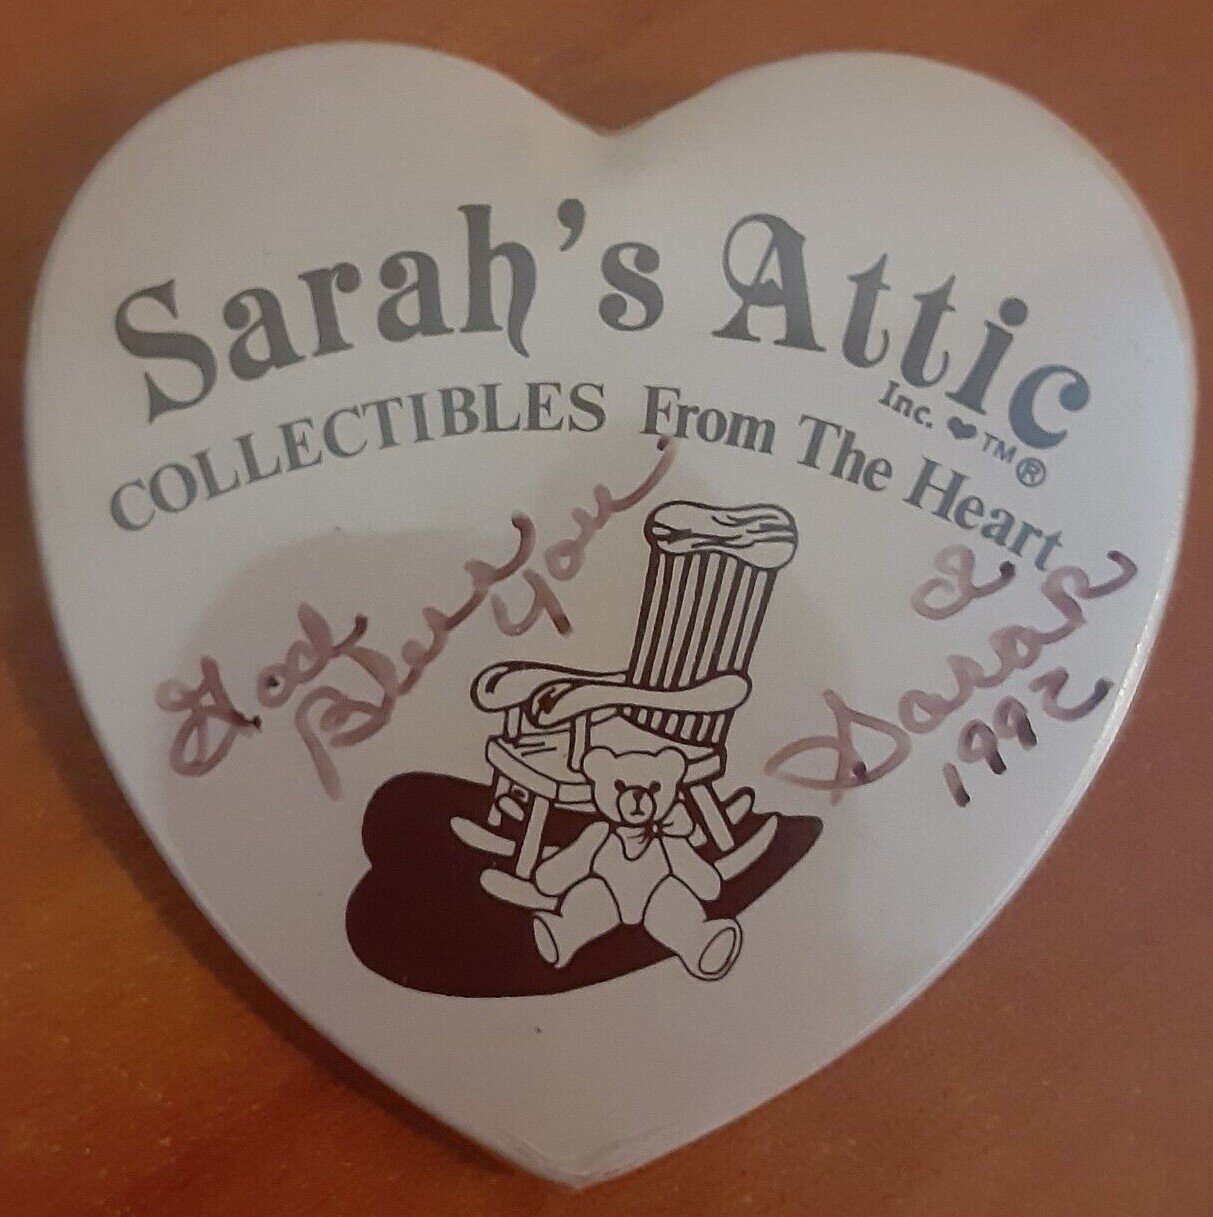 Sarah's Attic
Inc. ♥ TM ®
COLLECTIBLES From The Heart
God
Bless
You
Sarah
1992